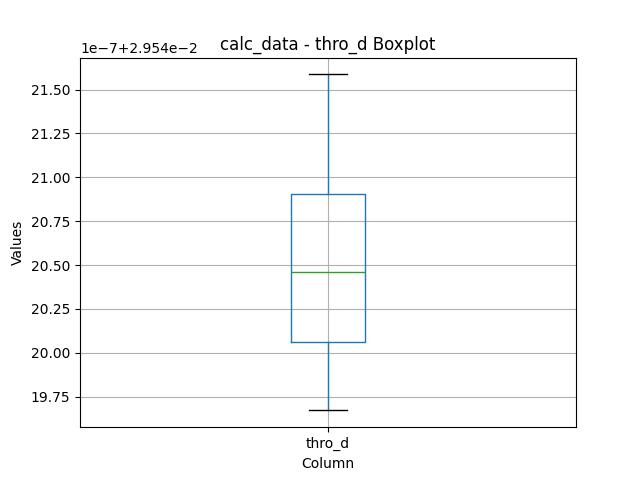 calc_data - thro_d Boxplot
1e−7+2.954e−2
21.50
21.25
21.00
20.75
20.50
20.25
20.00
19.75
Values
thro_d
Column